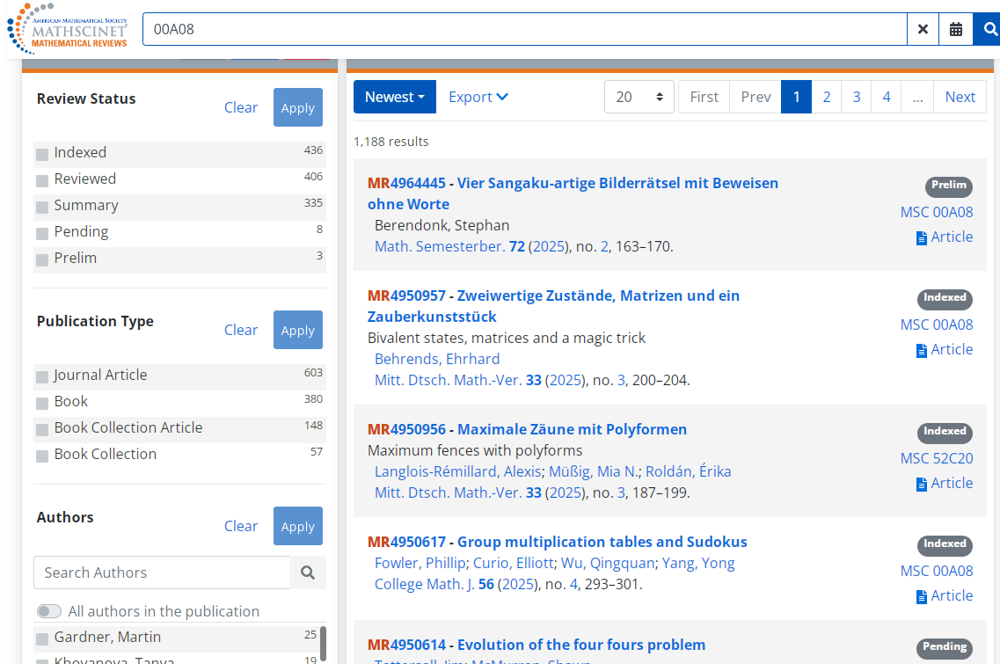 AMERICAN MATHEMATICAL SOCIETY
MATHSCINET
MATHEMATICAL REVIEWS
00A08
Review Status
Clear
Apply
Indexed 436
Reviewed 406
Summary 335
Pending 8
Prelim 3
Publication Type
Clear
Apply
Journal Article 603
Book 380
Book Collection Article 148
Book Collection 57
Authors
Clear
Apply
Search Authors
All authors in the publication
Gardner, Martin 25
Khovanova, Tanya 19
Newest
Export
20
First Prev 1 2 3 4 ... Next
1,188 results
MR4964445 - Vier Sangaku-artige Bilderrätsel mit Beweisen
ohne Worte
Berendonk, Stephan
Math. Semesterber. 72 (2025), no. 2, 163–170.
Prelim
MSC 00A08
Article
MR4950957 - Zweiwertige Zustände, Matrizen und ein
Zauberkunststück
Bivalent states, matrices and a magic trick
Behrends, Ehrhard
Mitt. Dtsch. Math.-Ver. 33 (2025), no. 3, 200–204.
Indexed
MSC 00A08
Article
MR4950956 - Maximale Zäune mit Polyformen
Maximum fences with polyforms
Langlois-Rémillard, Alexis; Müßig, Mia N.; Roldán, Érika
Mitt. Dtsch. Math.-Ver. 33 (2025), no. 3, 187–199.
Indexed
MSC 52C20
Article
MR4950617 - Group multiplication tables and Sudokus
Fowler, Phillip; Curio, Elliott; Wu, Qingquan; Yang, Yong
College Math. J. 56 (2025), no. 4, 293–301.
Indexed
MSC 00A08
Article
MR4950614 - Evolution of the four fours problem
Tattersall, Jim; McMurran, Shawn
Pending